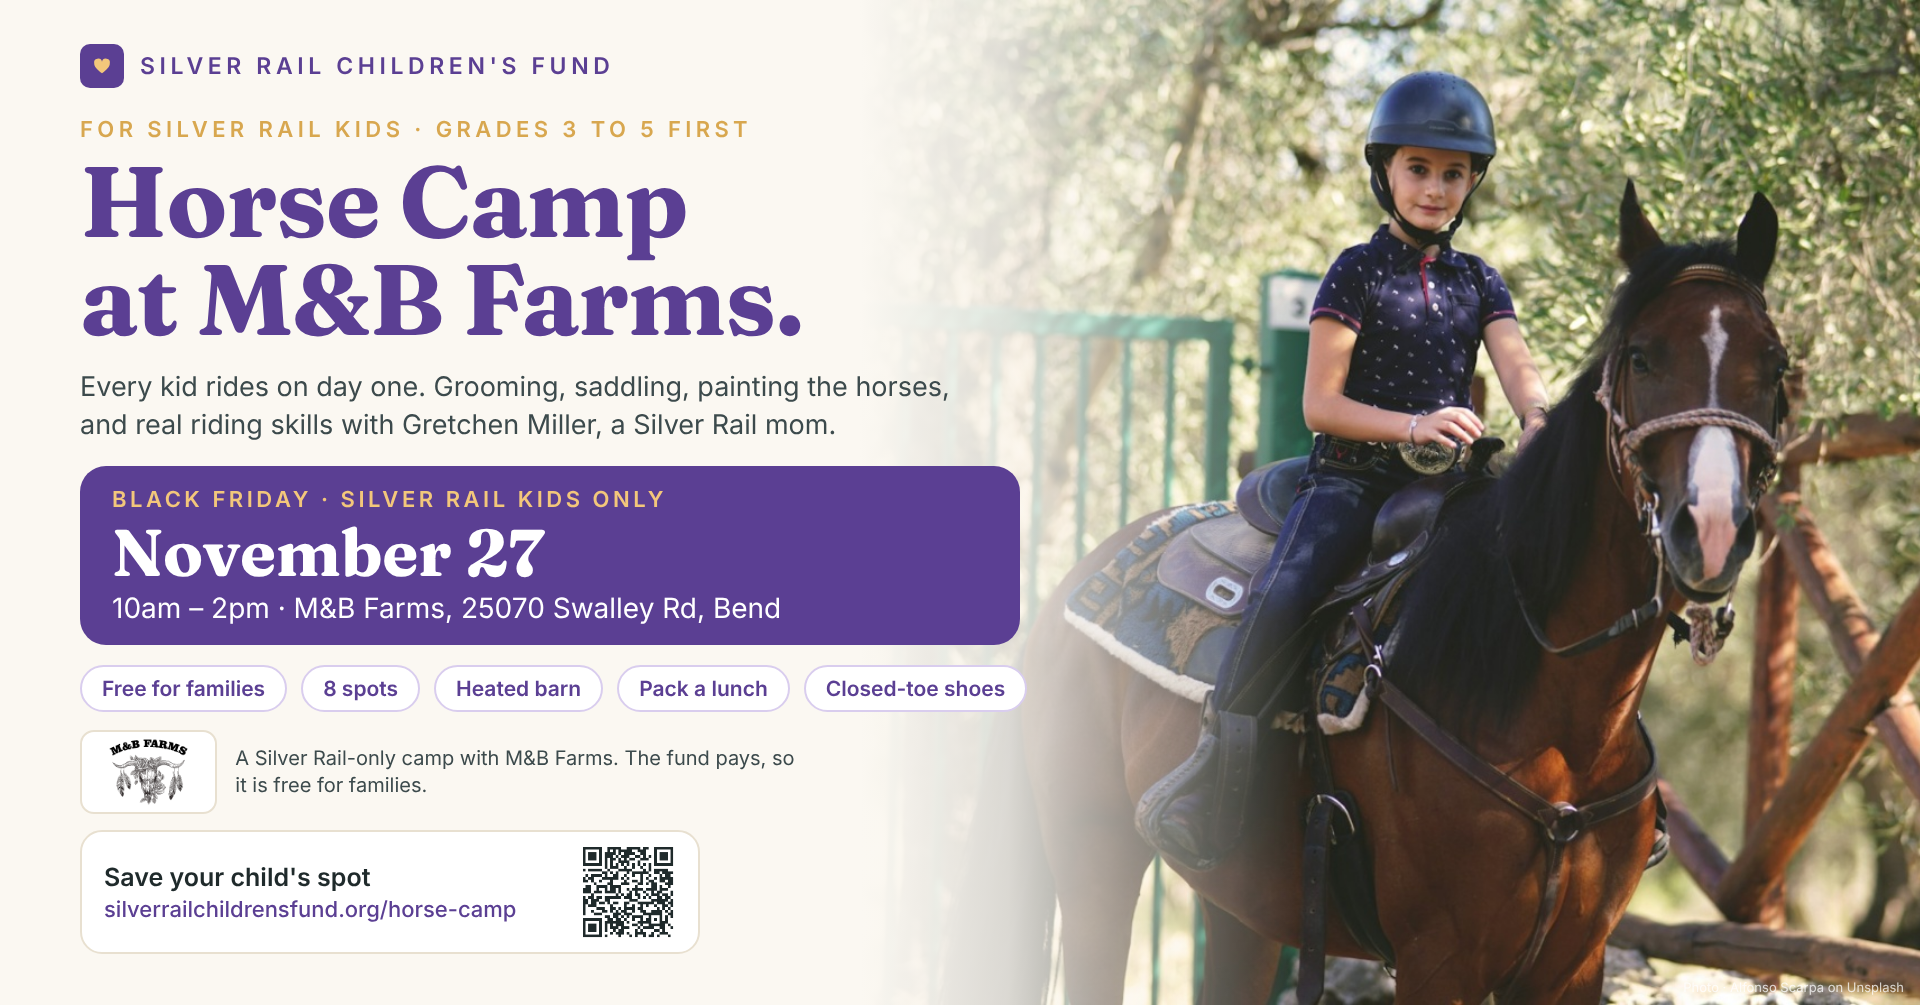 SILVER RAIL CHILDREN'S FUND
FOR SILVER RAIL KIDS · GRADES 3 TO 5 FIRST
Horse Camp
at M&B Farms.
Every kid rides on day one. Grooming, saddling, painting the horses,
and real riding skills with Gretchen Miller, a Silver Rail mom.
BLACK FRIDAY · SILVER RAIL KIDS ONLY
November 27
10am – 2pm · M&B Farms, 25070 Swalley Rd, Bend
Free for families
8 spots
Heated barn
Pack a lunch
Closed-toe shoes
M&B FARMS
A Silver Rail-only camp with M&B Farms. The fund pays, so
it is free for families.
Save your child's spot
silverrailchildrensfund.org/horse-camp
Scarpa on Unsplash